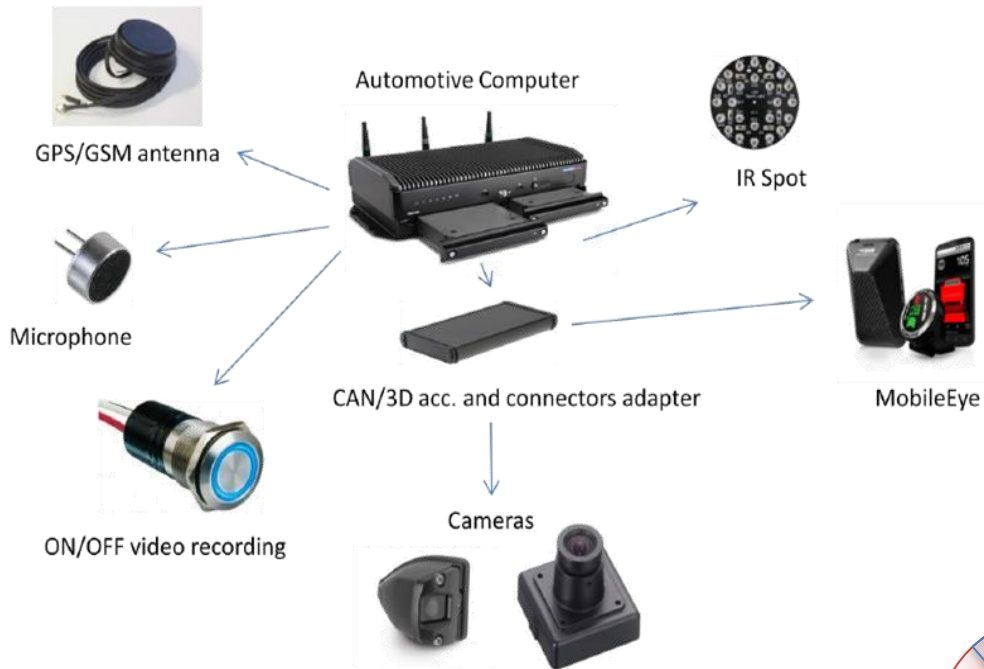 Automotive Computer
GPS/GSM antenna
IR Spot
Microphone
105
CAN/3D acc. and connectors adapter
MobileEye
Cameras
ON/OFF video recording